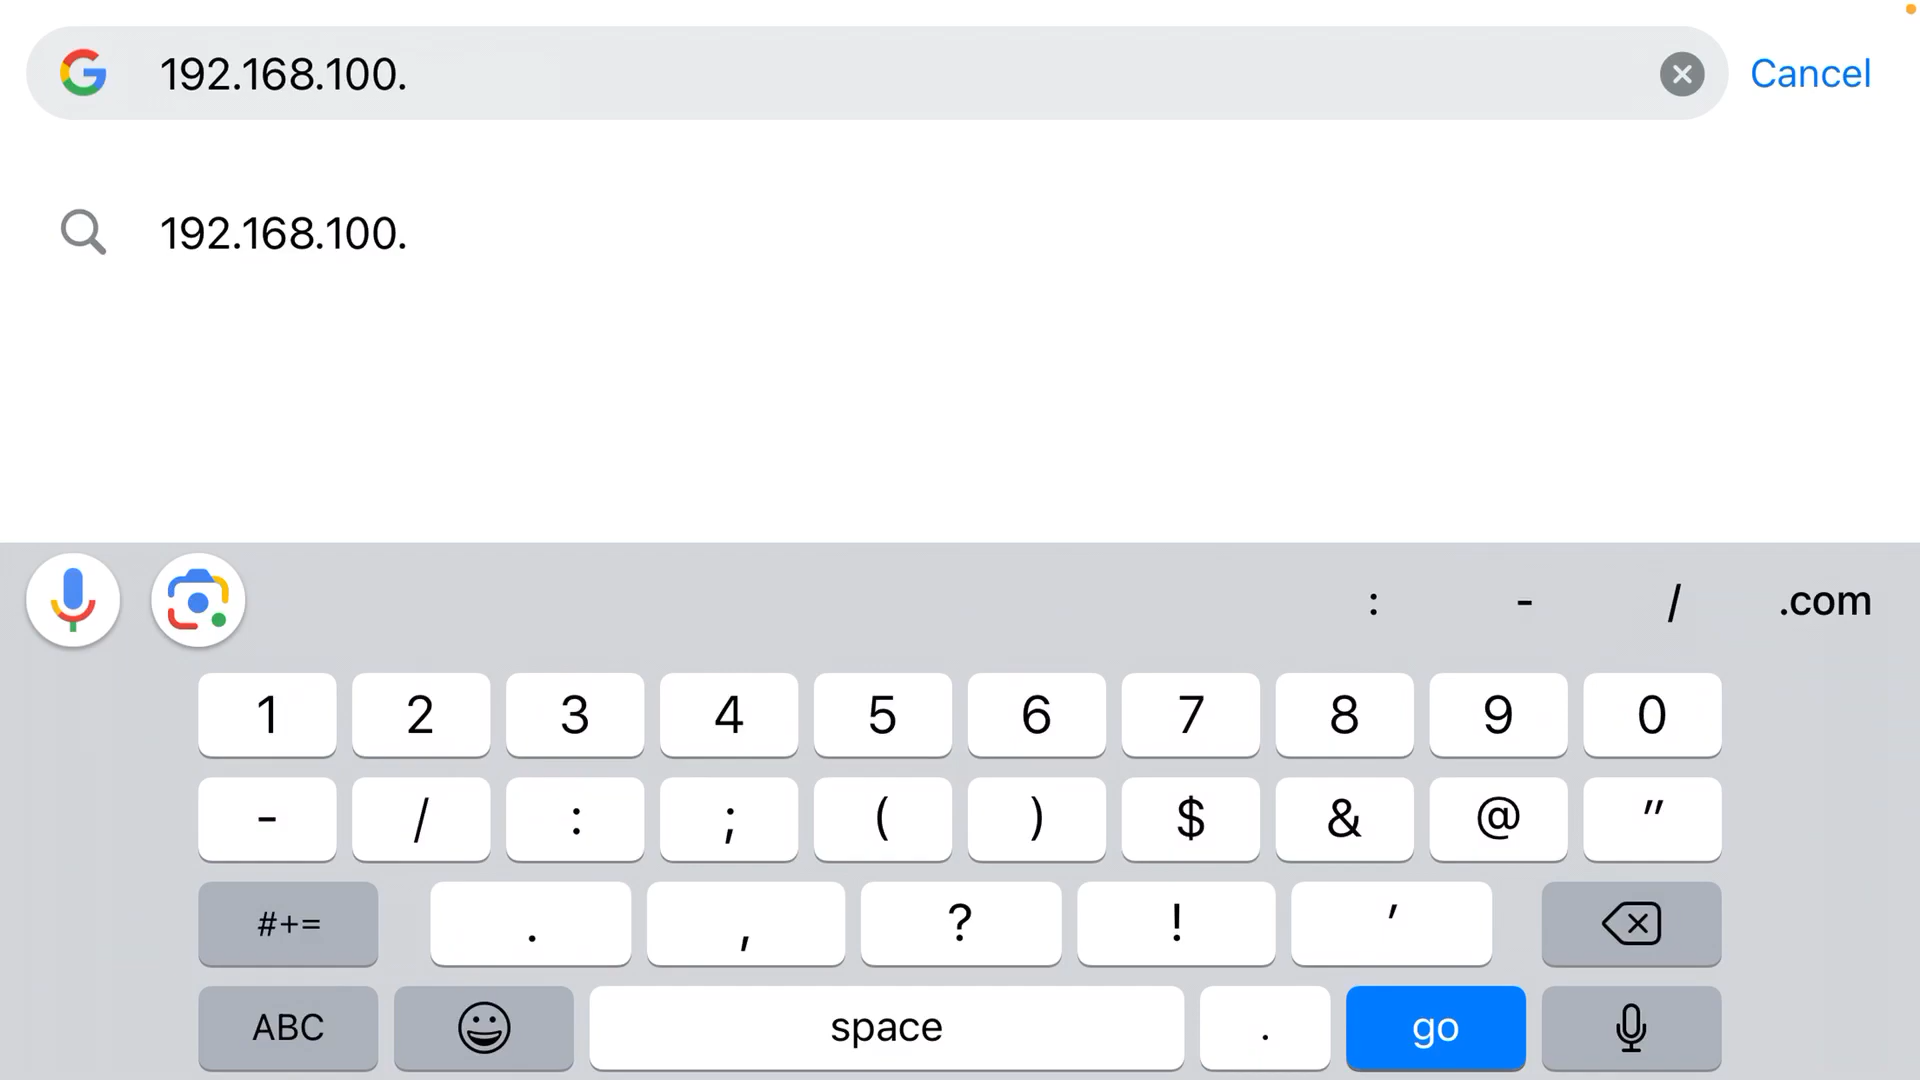 192.168.100.
Cancel
192.168.100.
: - / .com
1 2 3 4 5 6 7 8 9 0
- / : ; ( ) $ & @ "
#+= . , ? ! '
ABC space . go